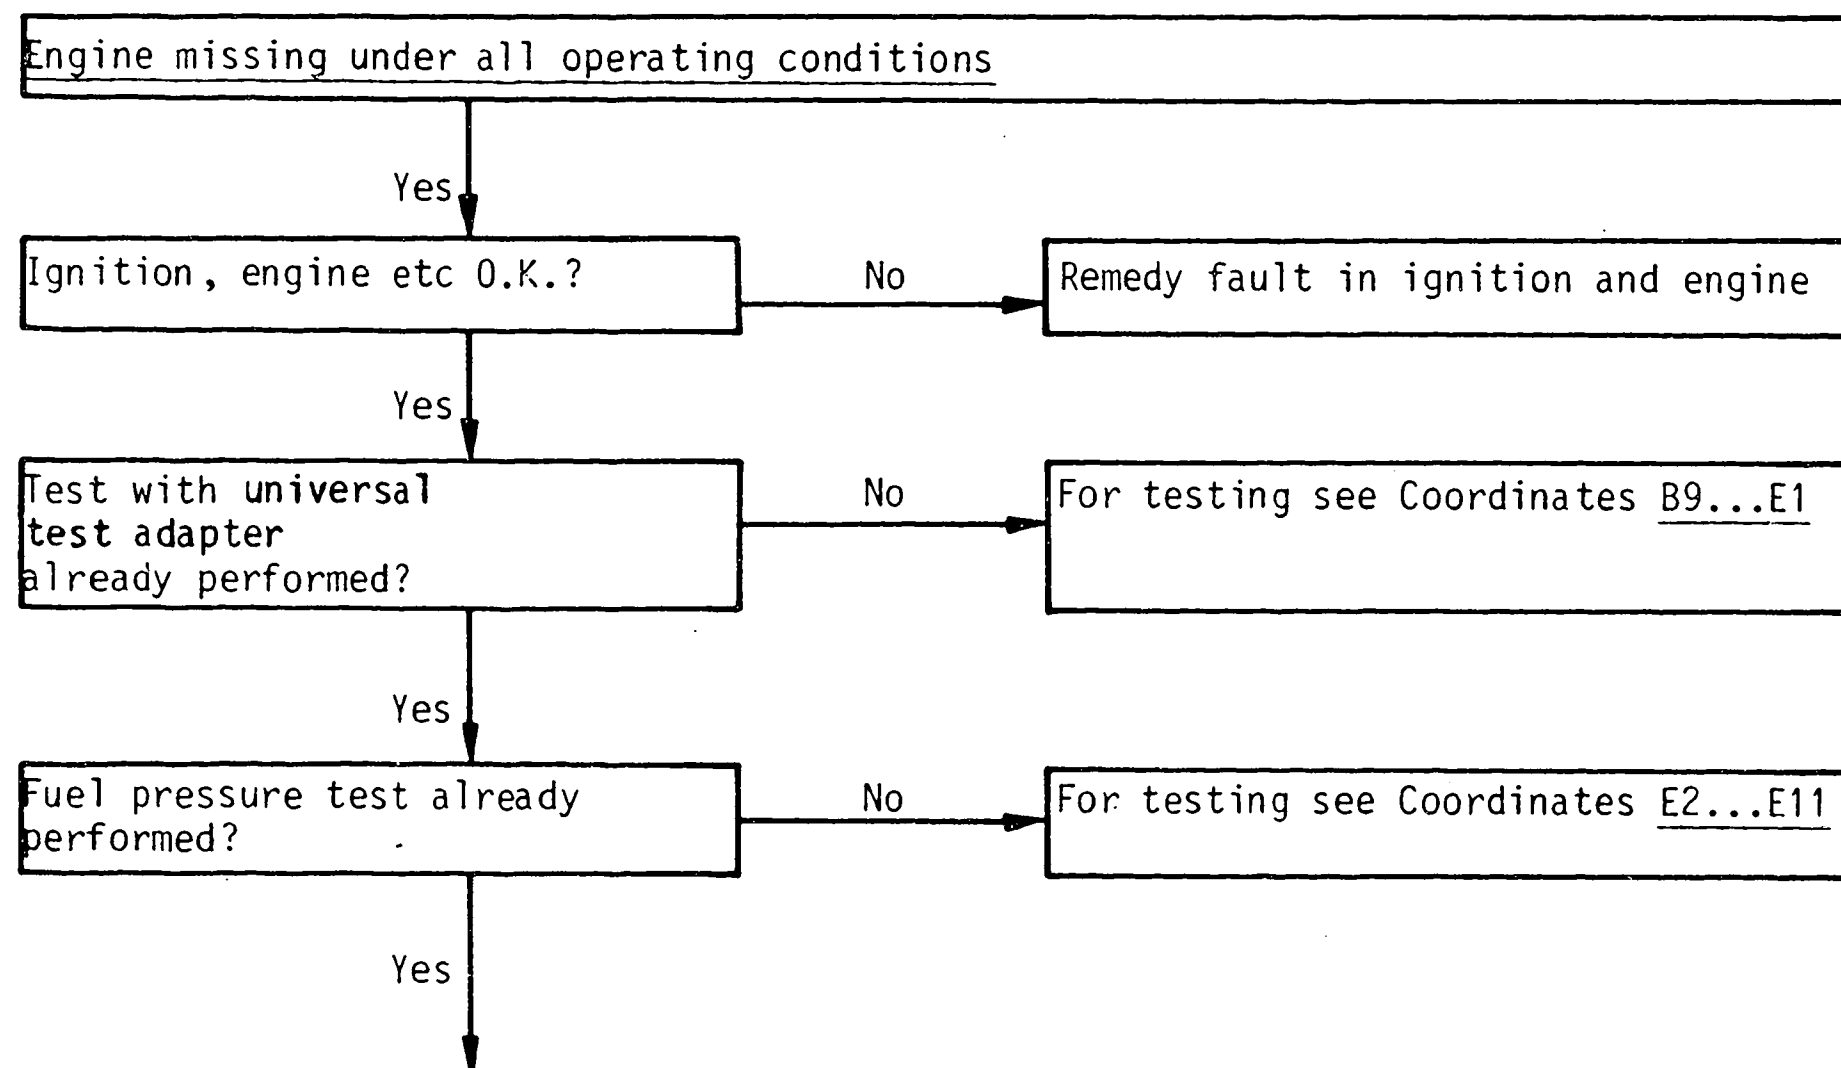 Engine missing under all operating conditions
Yes
Ignition, engine etc O.K.?
No
Remedy fault in ignition and engine
Yes
Test with universal
test adapter
already performed?
No
For testing see Coordinates B9...E1
Yes
Fuel pressure test already
performed?
No
For testing see Coordinates E2...E11
Yes